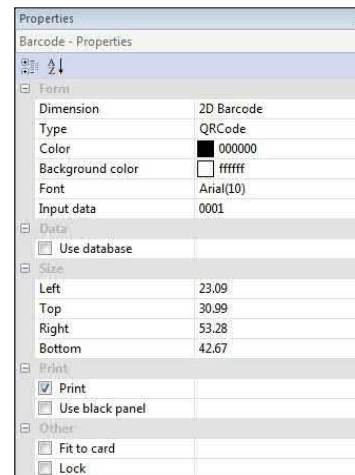 Properties
Barcode - Properties
Form
Dimension 2D Barcode
Type QRCode
Color 000000
Background color ffffff
Font Arial(10)
Input data 0001
Data
Use database
Size
Left 23.09
Top 30.99
Right 53.28
Bottom 42.67
Print
Print
Use black panel
Other
Fit to card
Lock